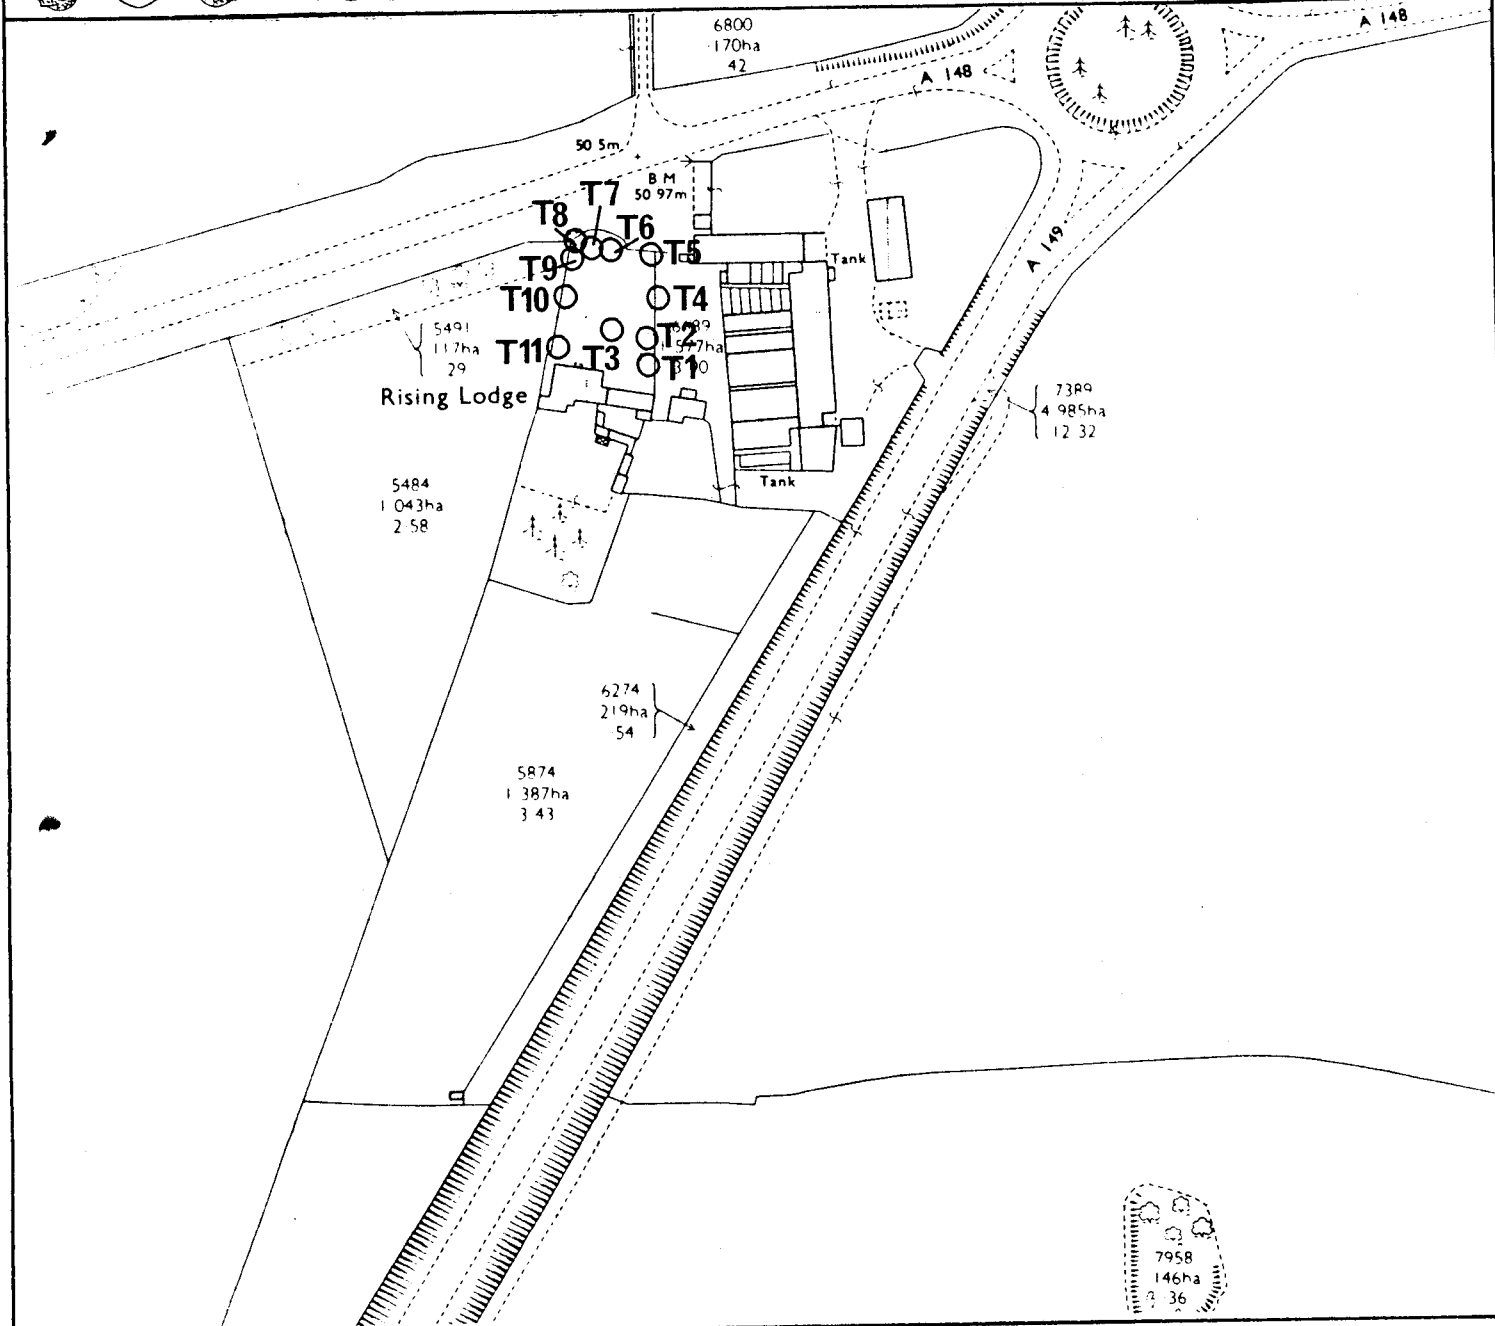 6800
·170ha
·42
A 148
A 148
50·5m
B M
50·97m
T7
T8
T6
T5
T9
T10
T4
T2
T11
T3
T1
Tank
A 149
5491
·117ha
·29
Rising Lodge
7389
4·985ha
12·32
5484
1·043ha
2·58
Tank
6274
·219ha
·54
5874
1·387ha
3·43
7958
·146ha
·36